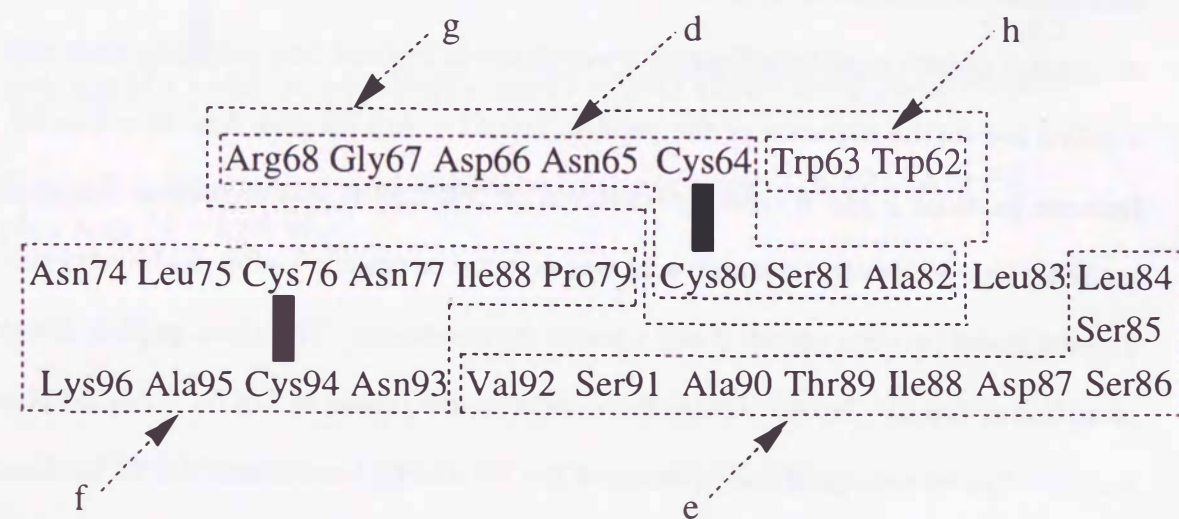 g d h
Arg68 Gly67 Asp66 Asn65 Cys64 Trp63 Trp62
Asn74 Leu75 Cys76 Asn77 Ile88 Pro79 Cys80 Ser81 Ala82 Leu83 Leu84
Ser85
Lys96 Ala95 Cys94 Asn93 Val92 Ser91 Ala90 Thr89 Ile88 Asp87 Ser86
f e